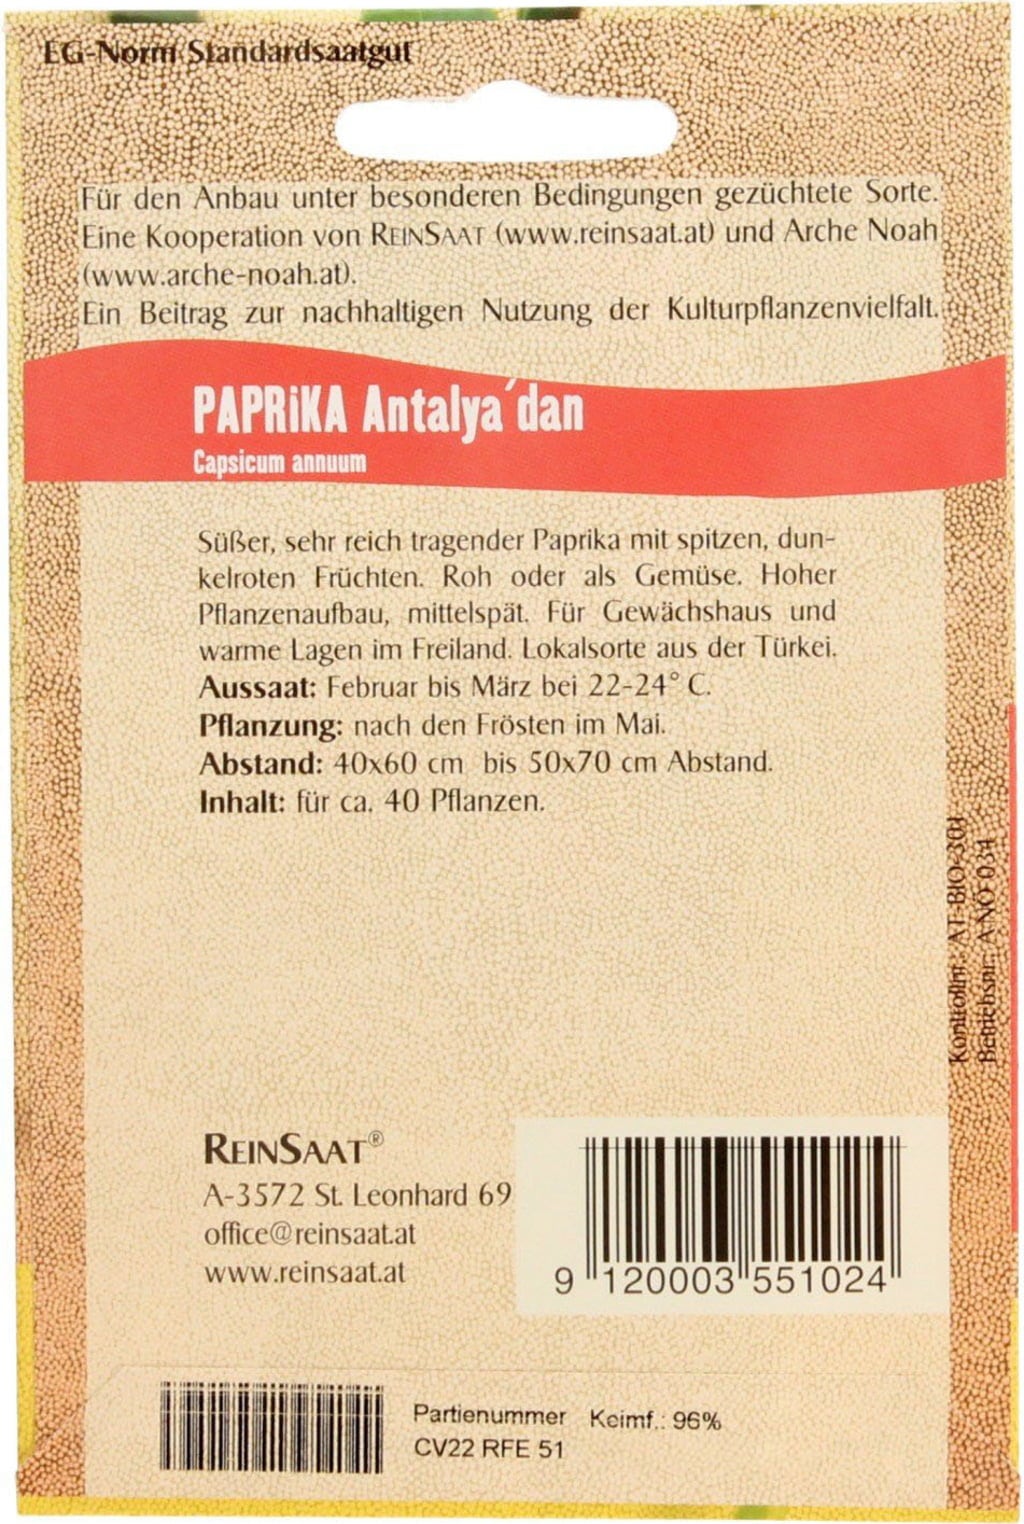 EG-Norm Standardsaatgut
Für den Anbau unter besonderen Bedingungen gezüchtete Sorte.
Eine Kooperation von REINSAAT (www.reinsaat.at) und Arche Noah
(www.arche-noah.at).
Ein Beitrag zur nachhaltigen Nutzung der Kulturpflanzenvielfalt.
PAPRiKA Antalya´dan
Capsicum annuum
Süßer, sehr reich tragender Paprika mit spitzen, dun-
kelroten Früchten. Roh oder als Gemüse. Hoher
Pflanzenaufbau, mittelspät. Für Gewächshaus und
warme Lagen im Freiland. Lokalsorte aus der Türkei.
Aussaat: Februar bis März bei 22-24° C.
Pflanzung: nach den Frösten im Mai.
Abstand: 40x60 cm bis 50x70 cm Abstand.
Inhalt: für ca. 40 Pflanzen.
Kontrollnr.: AT-BIO-301
Betriebsnr.: A NÖ 034
REINSAAT®
A-3572 St. Leonhard 69
office@reinsaat.at
www.reinsaat.at
9 120003 551024
Partienummer Keimf.: 96%
CV22 RFE 51